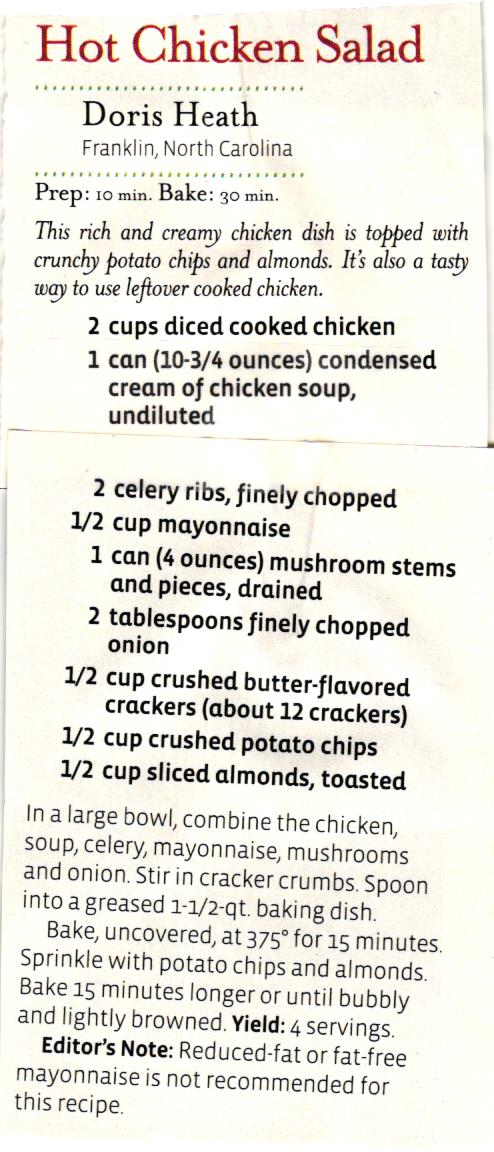 Hot Chicken Salad
Doris Heath
Franklin, North Carolina
Prep: 10 min. Bake: 30 min.
This rich and creamy chicken dish is topped with
crunchy potato chips and almonds. It's also a tasty
way to use leftover cooked chicken.
2 cups diced cooked chicken
1 can (10-3/4 ounces) condensed
cream of chicken soup,
undiluted
2 celery ribs, finely chopped
1/2 cup mayonnaise
1 can (4 ounces) mushroom stems
and pieces, drained
2 tablespoons finely chopped
onion
1/2 cup crushed butter-flavored
crackers (about 12 crackers)
1/2 cup crushed potato chips
1/2 cup sliced almonds, toasted
In a large bowl, combine the chicken,
soup, celery, mayonnaise, mushrooms
and onion. Stir in cracker crumbs. Spoon
into a greased 1-1/2-qt. baking dish.
Bake, uncovered, at 375° for 15 minutes.
Sprinkle with potato chips and almonds.
Bake 15 minutes longer or until bubbly
and lightly browned. Yield: 4 servings.
Editor's Note: Reduced-fat or fat-free
mayonnaise is not recommended for
this recipe.